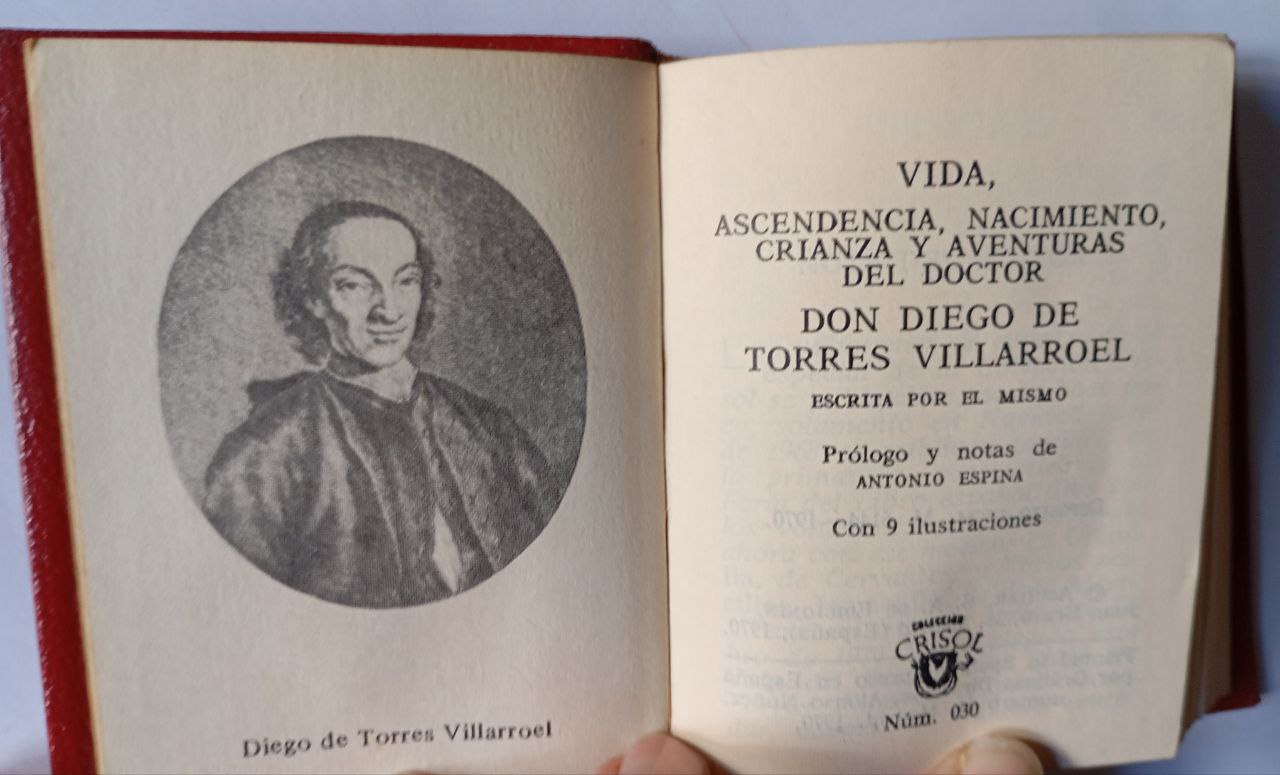 Diego de Torres Villarroel
VIDA,
ASCENDENCIA, NACIMIENTO,
CRIANZA Y AVENTURAS
DEL DOCTOR
DON DIEGO DE
TORRES VILLARROEL
ESCRITA POR EL MISMO
Prólogo y notas de
ANTONIO ESPINA
Con 9 ilustraciones
COLECCIÓN
CRISOL
Núm. 030